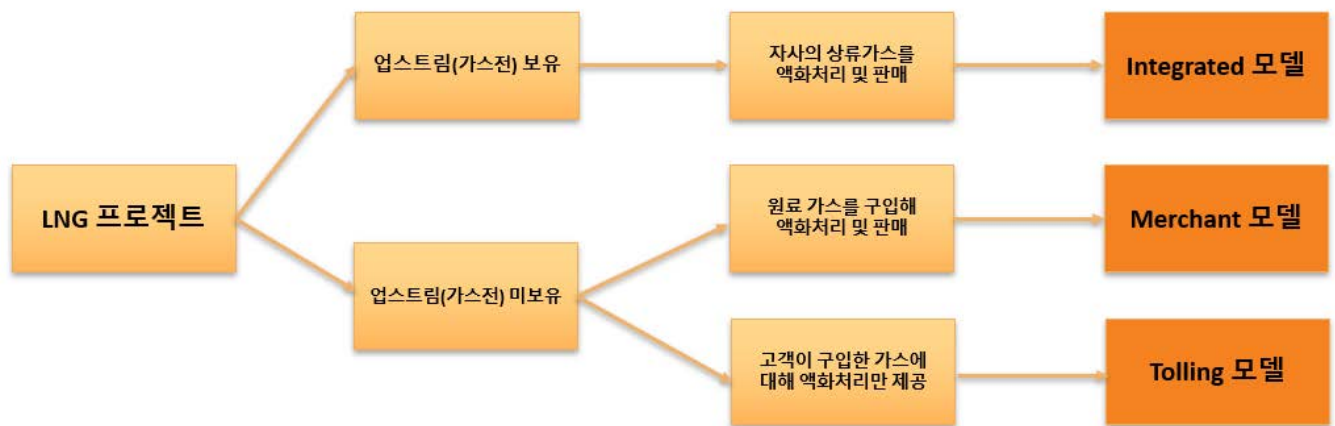 LNG 프로젝트
업스트림(가스전) 보유
자사의 상류가스를
액화처리 및 판매
Integrated 모델
업스트림(가스전) 미보유
원료 가스를 구입해
액화처리 및 판매
Merchant 모델
고객이 구입한 가스에
대해 액화처리만 제공
Tolling 모델